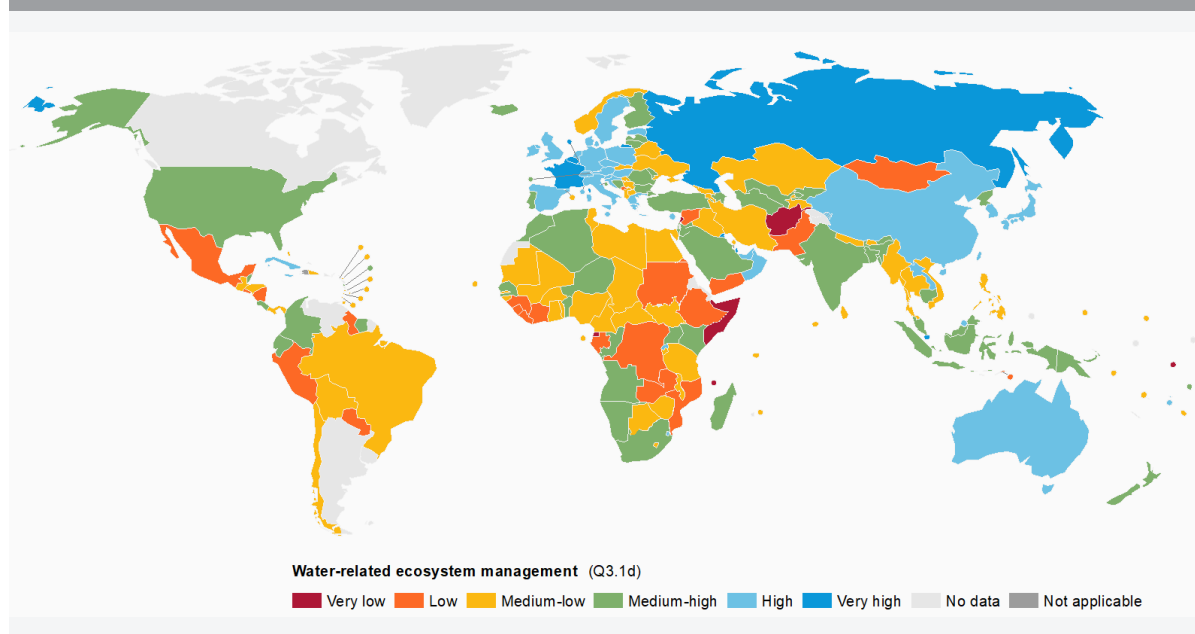 Water-related ecosystem management (Q3.1d)
Very low Low Medium-low Medium-high High Very high No data Not applicable